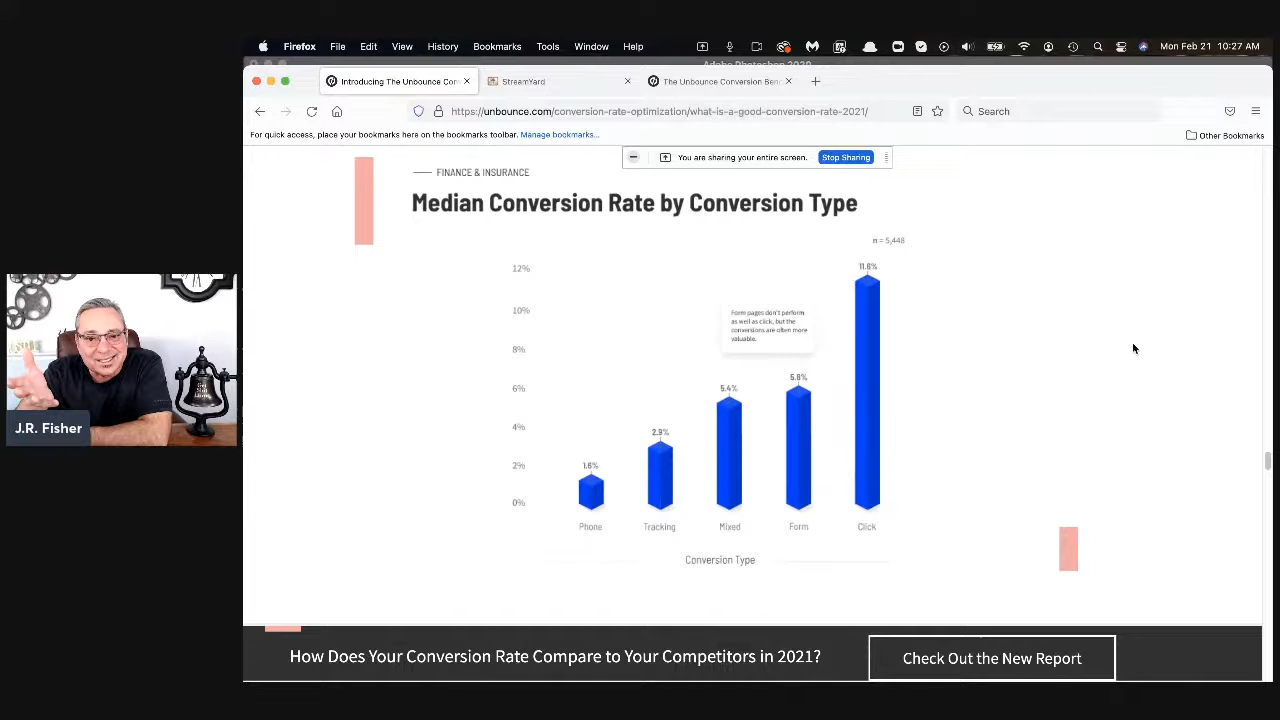 Firefox File Edit View History Bookmarks Tools Window Help
Mon Feb 21 10:27 AM
Introducing The Unbounce Con
StreamYard
The Unbounce Conversion Ben
https://unbounce.com/conversion-rate-optimization/what-is-a-good-conversion-rate-2021/
Search
For quick access, place your bookmarks here on the bookmarks toolbar. Manage bookmarks...
Other Bookmarks
You are sharing your entire screen.
Stop Sharing
FINANCE & INSURANCE
Median Conversion Rate by Conversion Type
n = 5,448
12%
10%
8%
6%
4%
2%
0%
1.6%
2.9%
5.4%
5.8%
Form pages don't perform
as well as click, but the
conversions are often more
valuable.
Phone
Tracking
Mixed
Form
Click
Conversion Type
J.R. Fisher
How Does Your Conversion Rate Compare to Your Competitors in 2021?
Check Out the New Report